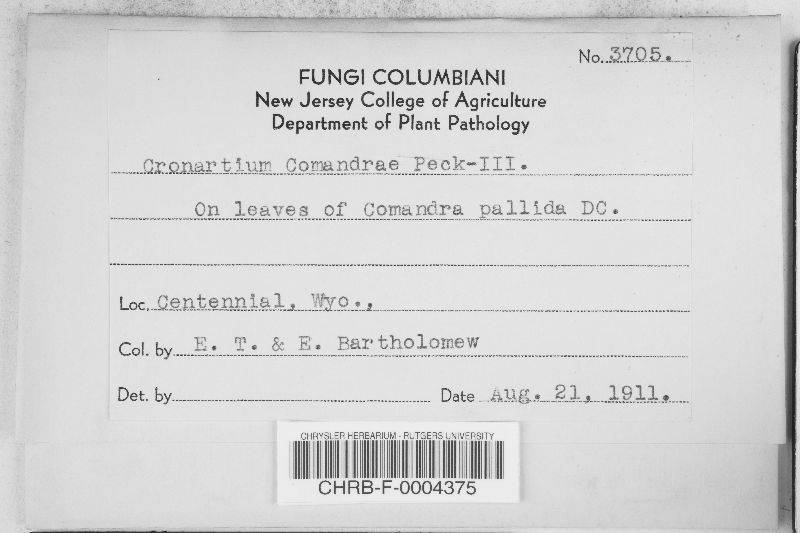 No. 3705.
FUNGI COLUMBIANI
New Jersey College of Agriculture
Department of Plant Pathology
Cronartium Comandrae Peck-III.
On leaves of Comandra pallida DC.
Loc. Centennial, Wyo.,
Col. by E. T. & E. Bartholomew
Det. by Date Aug. 21, 1911.
CHRYSLER HERBARIUM - RUTGERS UNIVERSITY
CHRB-F-0004375